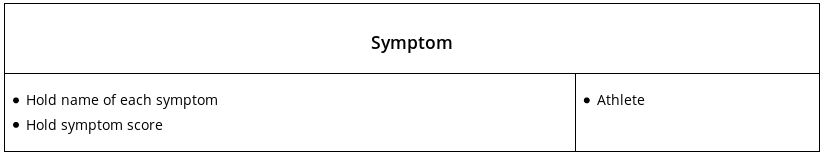 Symptom
• Hold name of each symptom
• Hold symptom score
• Athlete